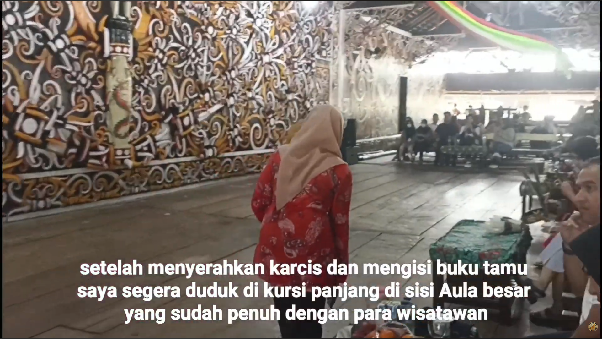 setelah menyerahkan karcis dan mengisi buku tamu
saya segera duduk di kursi panjang di sisi Aula besar
yang sudah penuh dengan para wisatawan